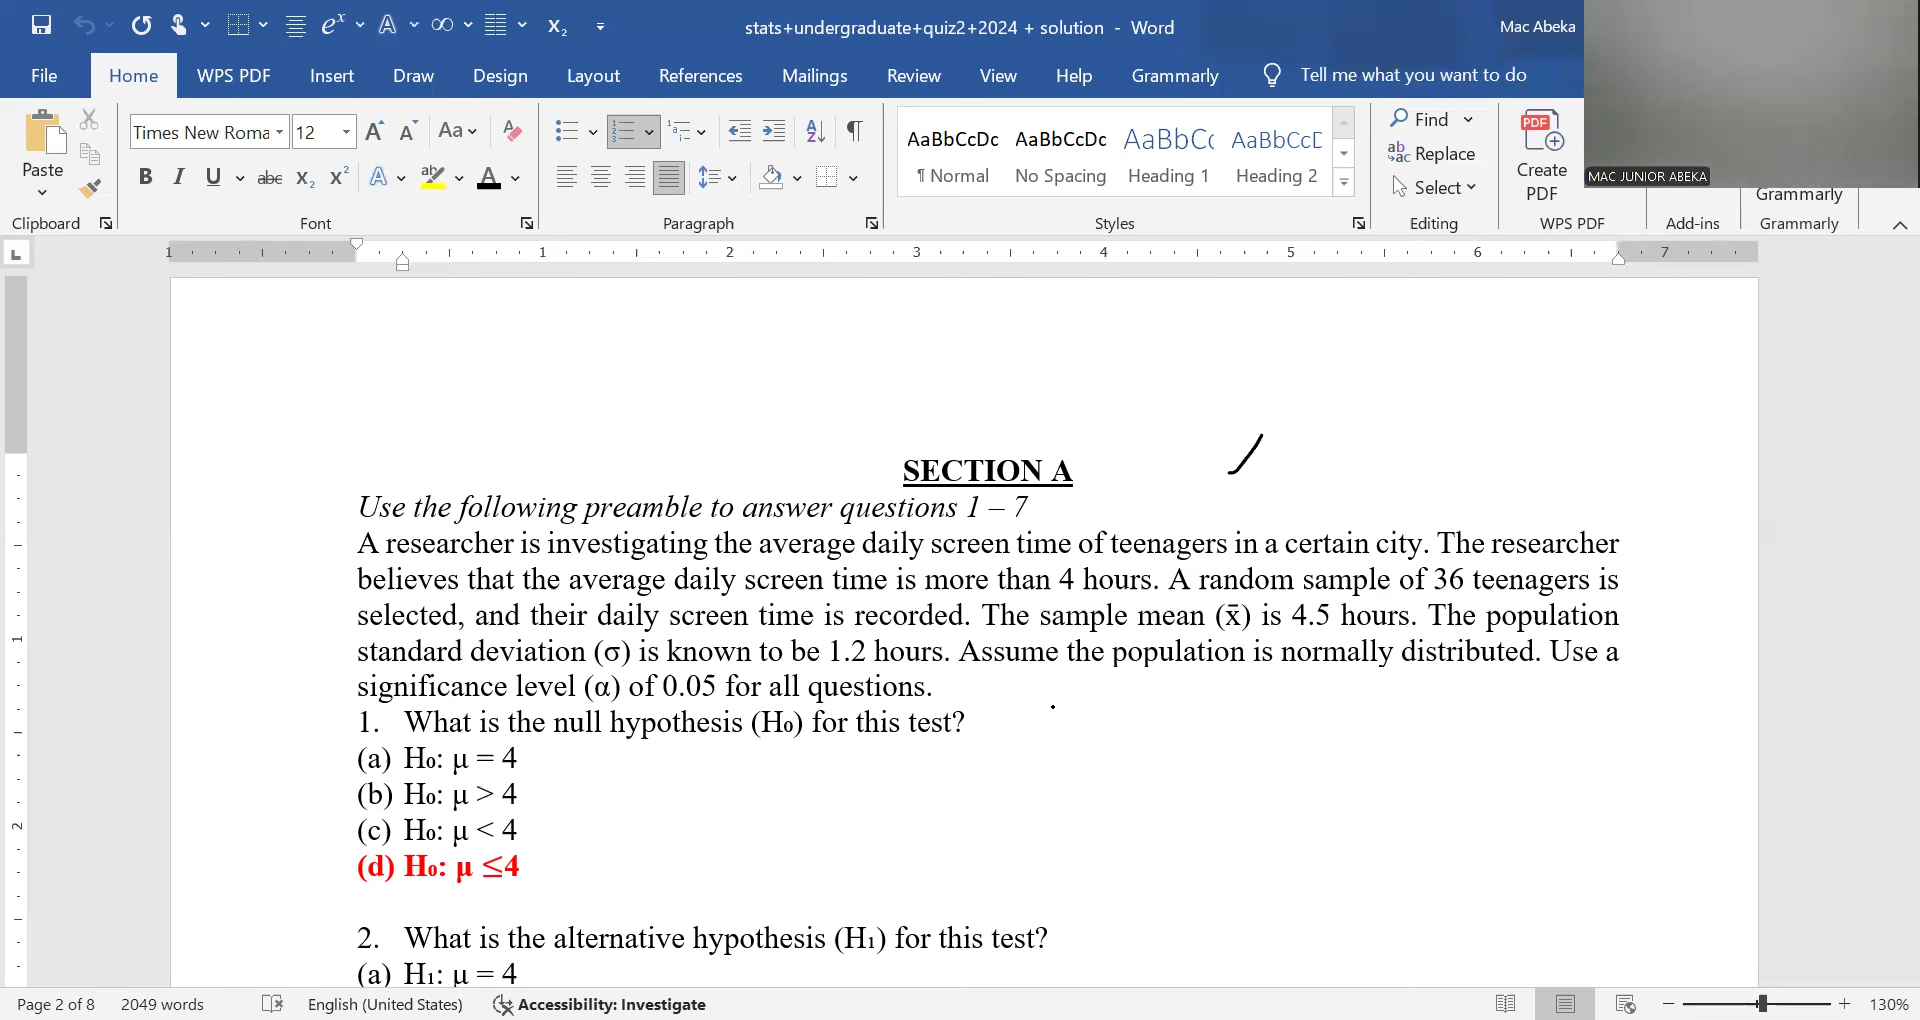 stats+undergraduate+quiz2+2024 + solution - Word
Mac Abeka
File Home WPS PDF Insert Draw Design Layout References Mailings Review View Help Grammarly Tell me what you want to do
Paste
Times New Roma 12
AaBbCcDc AaBbCcDc AaBbCc AaBbCcD
¶ Normal No Spacing Heading 1 Heading 2
Find
Replace
Select
Create PDF
MAC JUNIOR ABEKA
Grammarly
Clipboard Font Paragraph Styles Editing WPS PDF Add-ins Grammarly
1 1 2 3 4 5 6 7
SECTION A
Use the following preamble to answer questions 1 – 7
A researcher is investigating the average daily screen time of teenagers in a certain city. The researcher
believes that the average daily screen time is more than 4 hours. A random sample of 36 teenagers is
selected, and their daily screen time is recorded. The sample mean (x̄) is 4.5 hours. The population
standard deviation (σ) is known to be 1.2 hours. Assume the population is normally distributed. Use a
significance level (α) of 0.05 for all questions.
1. What is the null hypothesis (H₀) for this test?
(a) H₀: μ = 4
(b) H₀: μ > 4
(c) H₀: μ < 4
(d) H₀: μ ≤4
2. What is the alternative hypothesis (H₁) for this test?
(a) H₁: μ = 4
1
2
Page 2 of 8 2049 words English (United States) Accessibility: Investigate 130%